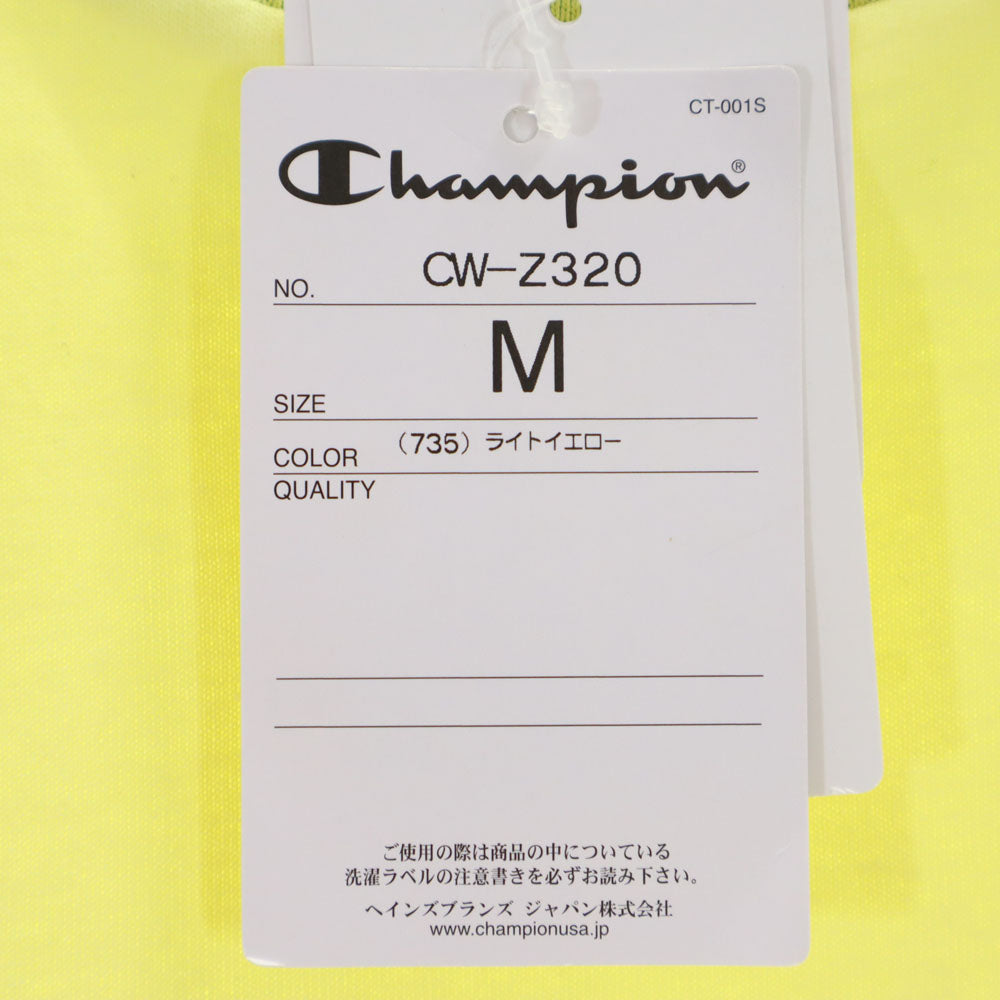 CT-001S
Champion®
NO. CW-Z320
SIZE M
COLOR (735) ライトイエロー
QUALITY
ご使用の際は商品の中についている
洗濯ラベルの注意書きを必ずお読み下さい。
ヘインズブランズ ジャパン株式会社
www.championusa.jp